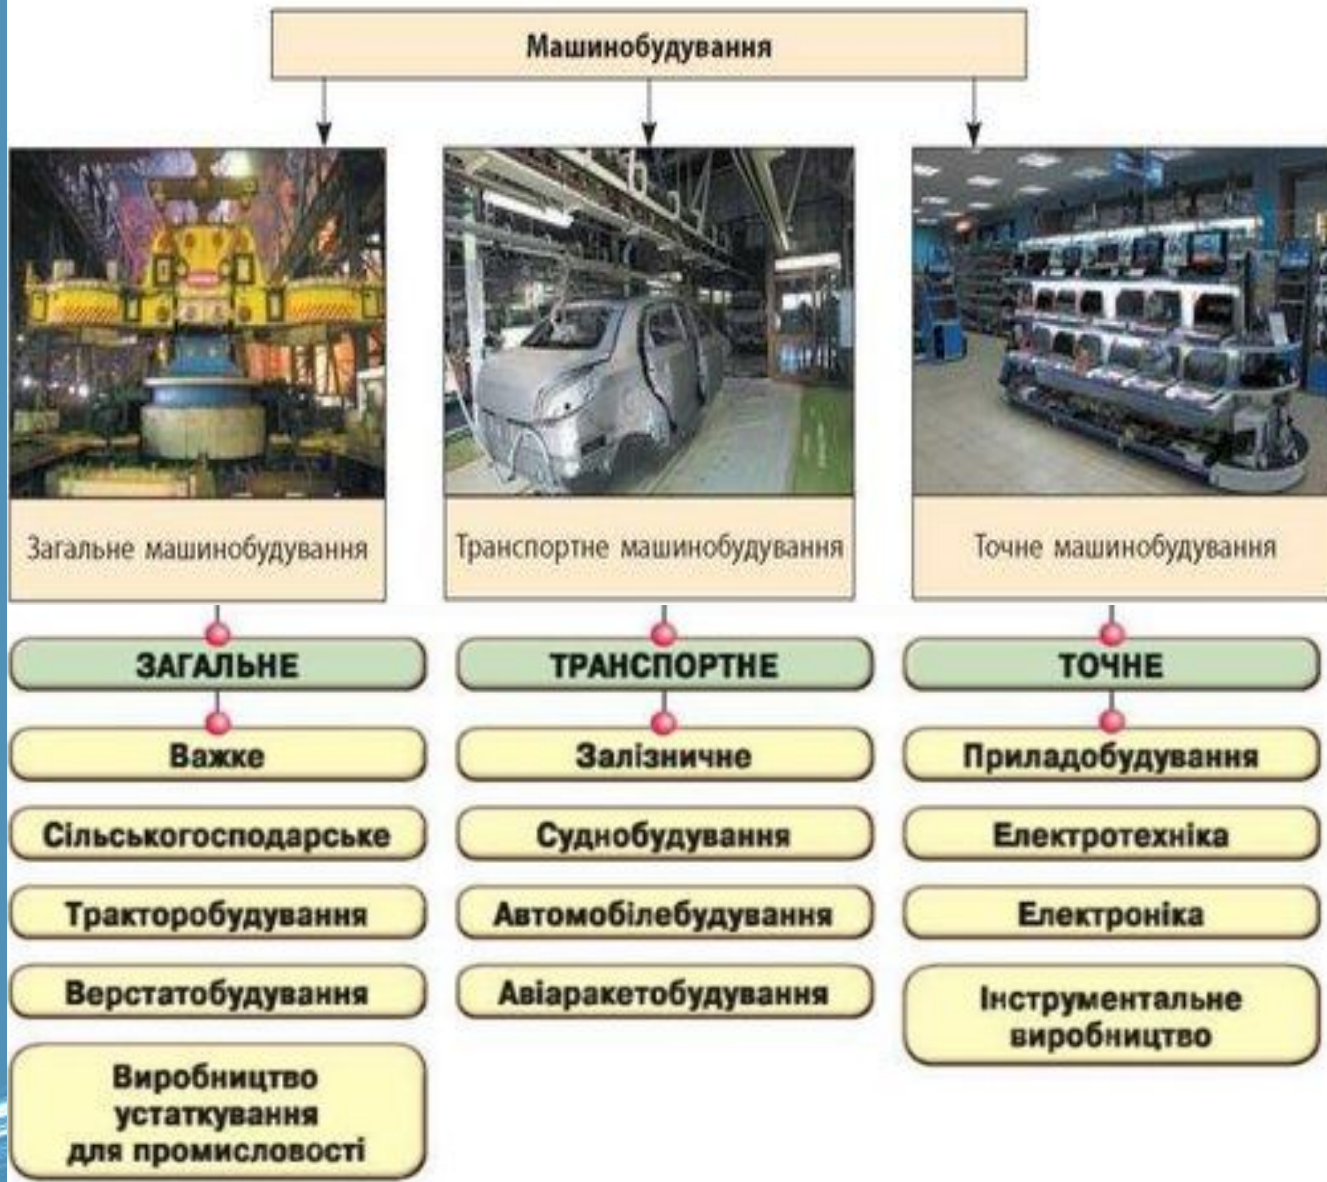 Машинобудування
Загальне машинобудування
Транспортне машинобудування
Точне машинобудування
ЗАГАЛЬНЕ
ТРАНСПОРТНЕ
ТОЧНЕ
Важке
Залізничне
Приладобудування
Сільськогосподарське
Суднобудування
Електротехніка
Тракторобудування
Автомобілебудування
Електроніка
Верстатобудування
Авіаракетобудування
Інструментальне
виробництво
Виробництво
устаткування
для промисловості